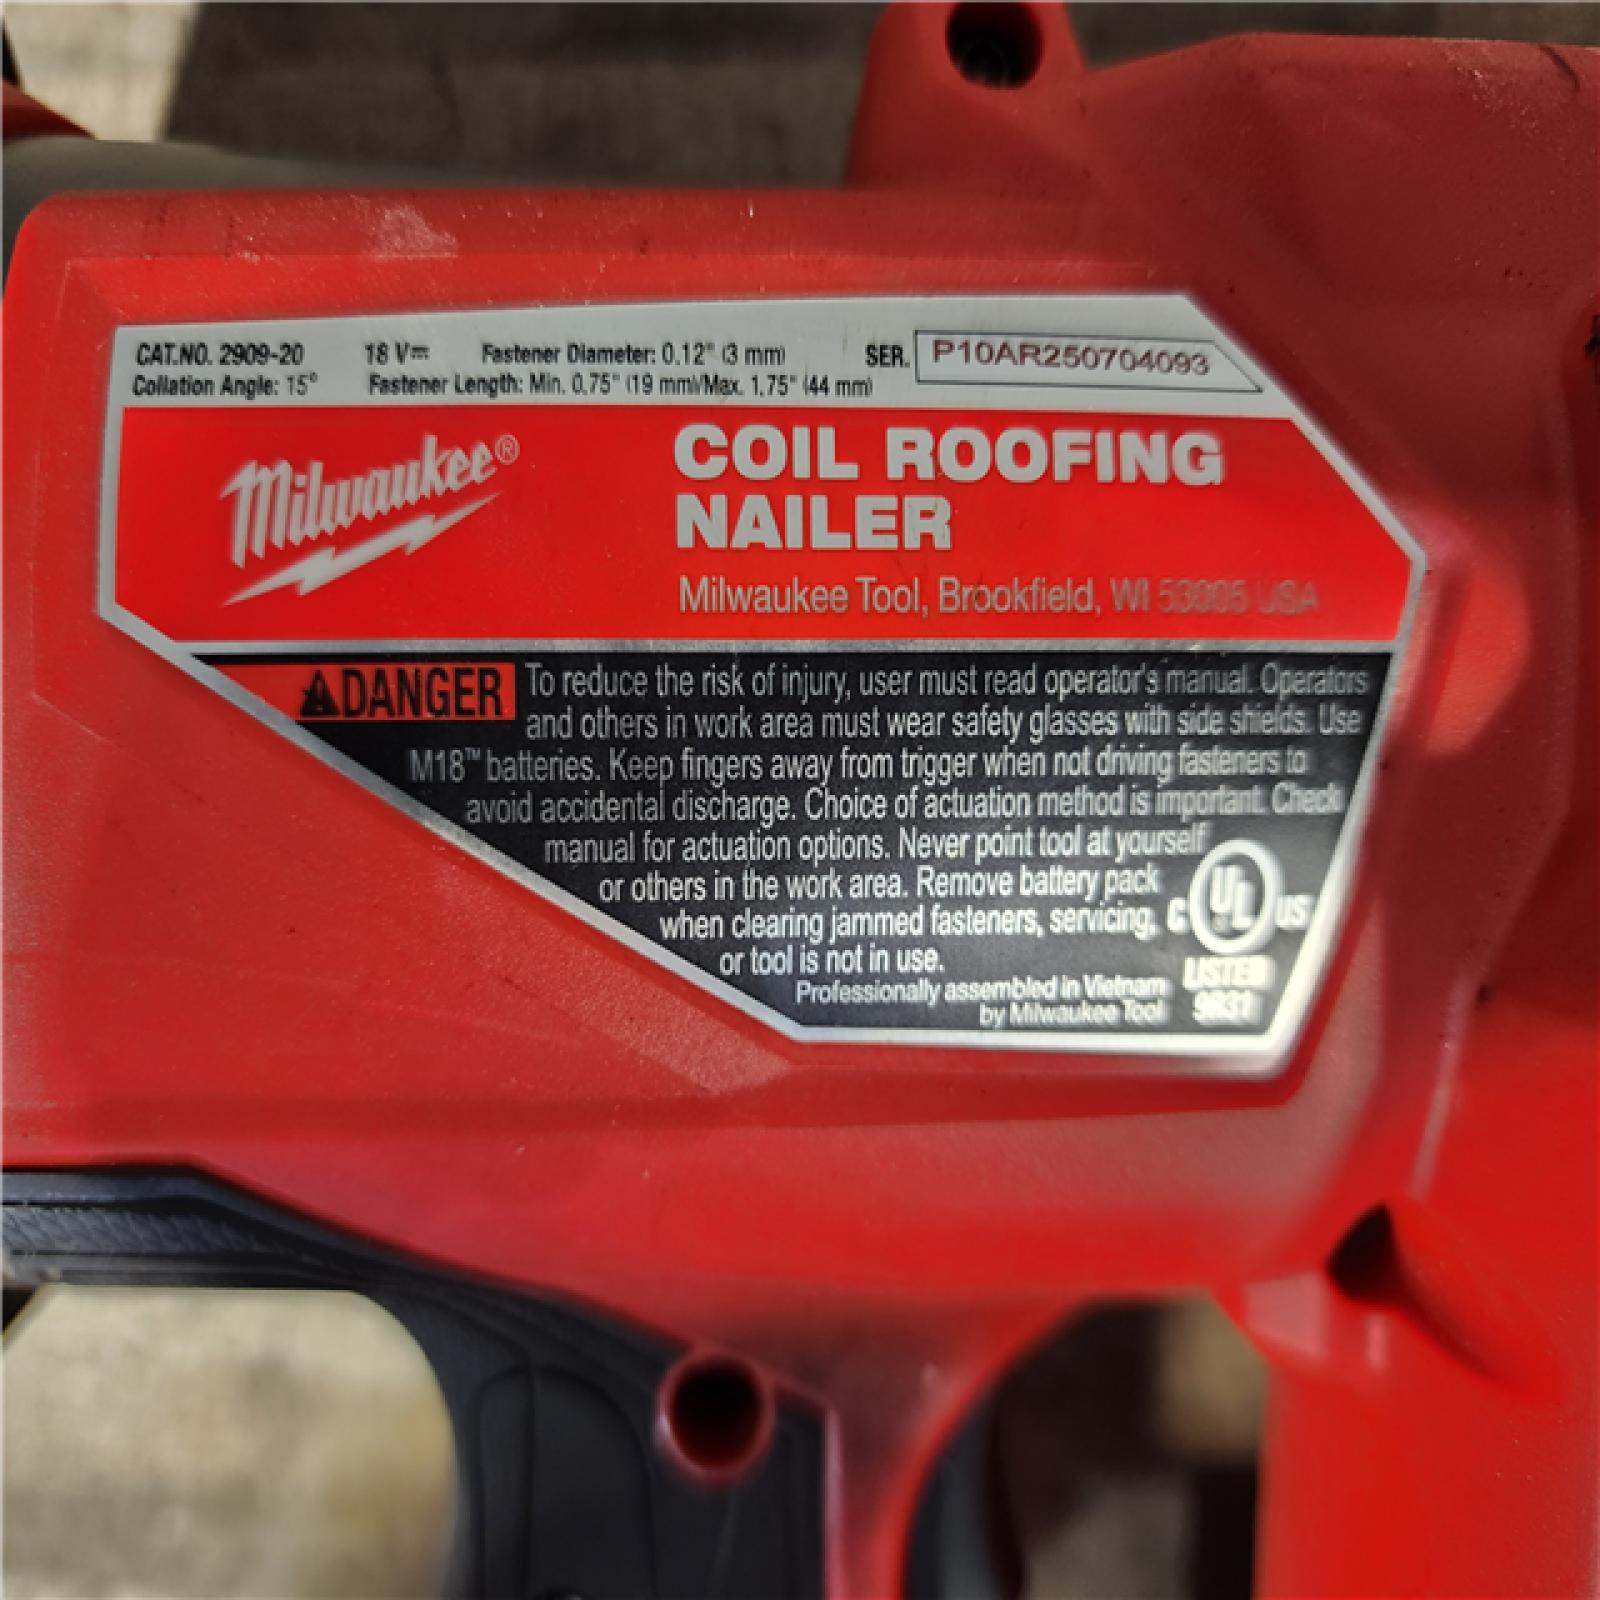 CAT.NO. 2909-20 18 V⎓ Fastener Diameter: 0.12" (3 mm) SER. P10AR250704093
Collation Angle: 15° Fastener Length: Min. 0.75" (19 mm)/Max. 1.75" (44 mm)
Milwaukee®
COIL ROOFING
NAILER
Milwaukee Tool, Brookfield, WI 53005 USA
DANGER To reduce the risk of injury, user must read operator's manual. Operators
and others in work area must wear safety glasses with side shields. Use
M18™ batteries. Keep fingers away from trigger when not driving fasteners to
avoid accidental discharge. Choice of actuation method is important. Check
manual for actuation options. Never point tool at yourself
or others in the work area. Remove battery pack
when clearing jammed fasteners, servicing,
or tool is not in use.
Professionally assembled in Vietnam
by Milwaukee Tool
C UL US
LISTED
9R31